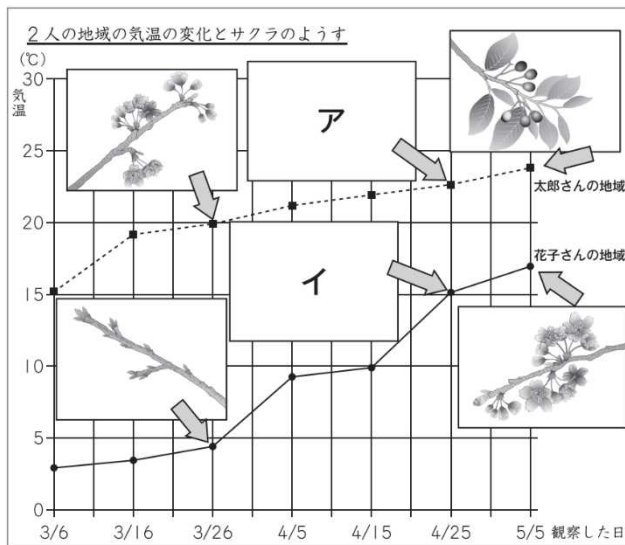 2人の地域の気温の変化とサクラのようす
(℃)
気温
30
25
20
15
10
5
0
ア
イ
太郎さんの地域
花子さんの地域
3/6 3/16 3/26 4/5 4/15 4/25 5/5 観察した日